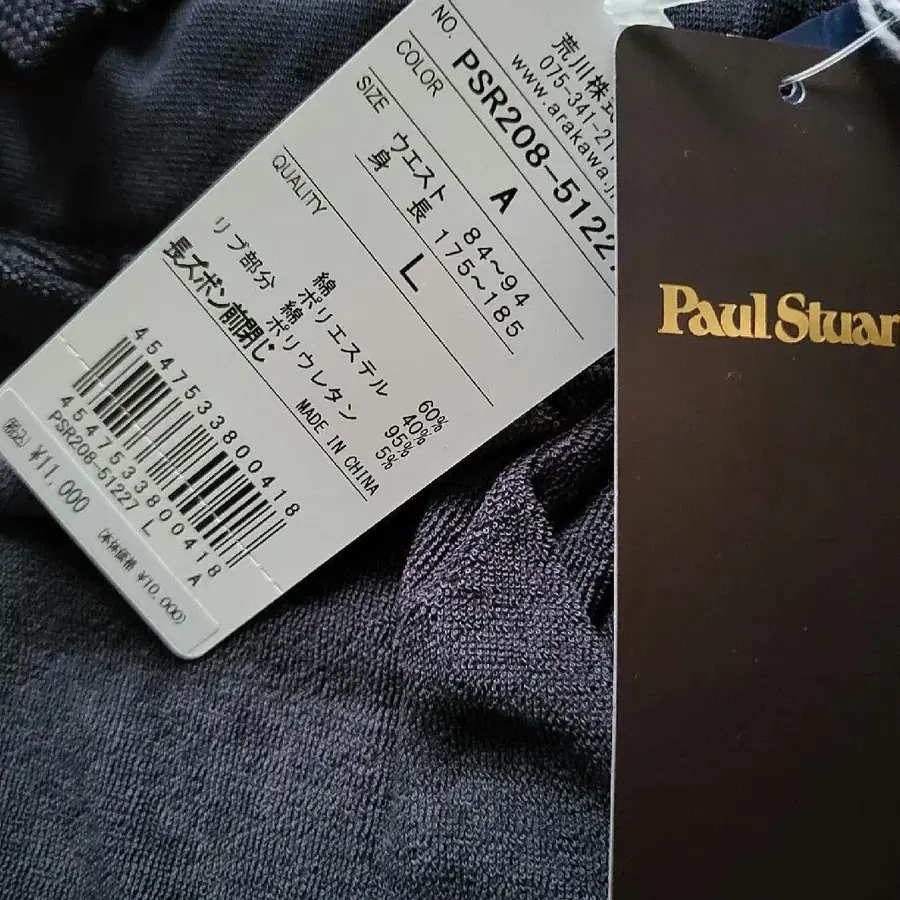 荒川株式
075-341-21
www.arakawa.j
NO. PSR208-51227
COLOR A
SIZE ウエスト 84~94
身長 175~185
L
QUALITY
綿 60%
ポリエステル 40%
リブ部分 綿 95%
ポリウレタン 5%
長ズボン前閉じ
MADE IN CHINA
4547533800418
4547533800418
PSR208-51227 L A
(税込) ¥11,000 (本体価格 ¥10,000)
Paul Stuar